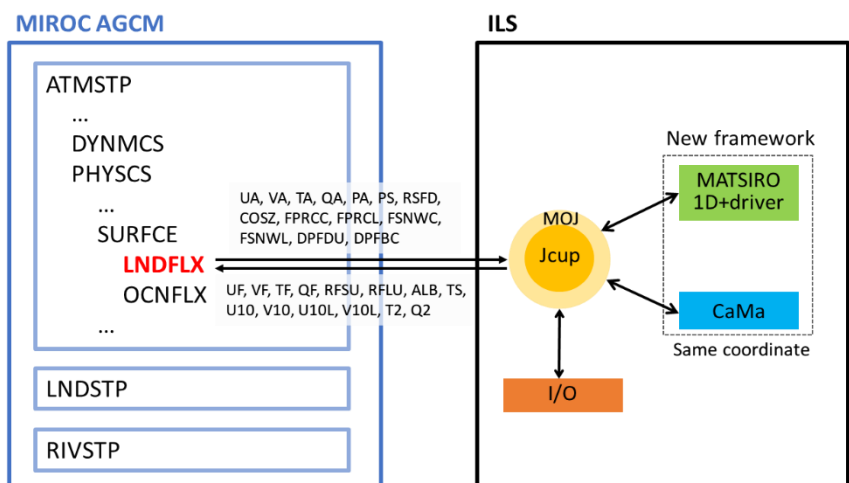 MIROC AGCM
ATMSTP
...
DYNMCS
PHYSCS
...
SURFCE
LNDFLX
OCNFLX
...
LNDSTP
RIVSTP
UA, VA, TA, QA, PA, PS, RSFD,
COSZ, FPRCC, FPRCL, FSNWC,
FSNWL, DPFDU, DPFBC
UF, VF, TF, QF, RFSU, RFLU, ALB, TS,
U10, V10, U10L, V10L, T2, Q2
ILS
MOJ
Jcup
I/O
New framework
MATSIRO
1D+driver
CaMa
Same coordinate